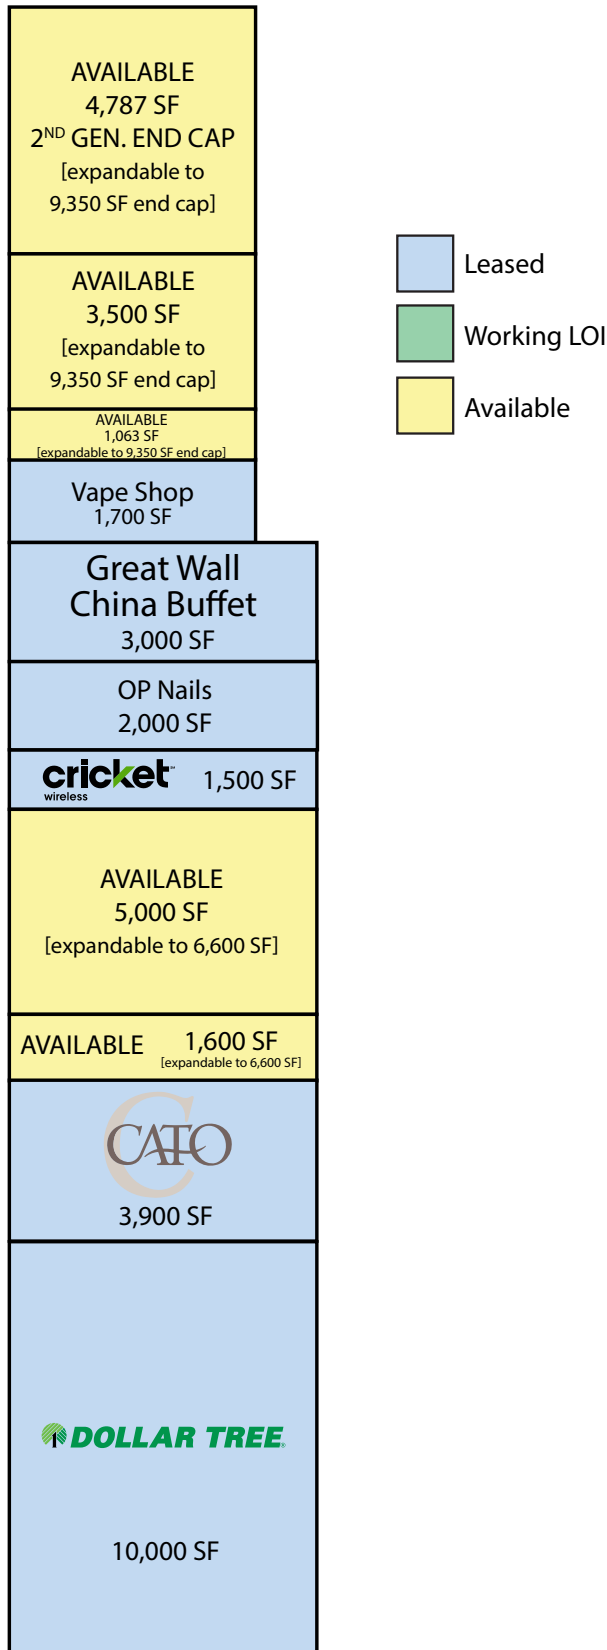 AVAILABLE
4,787 SF
2ND GEN. END CAP
[expandable to
9,350 SF end cap]
AVAILABLE
3,500 SF
[expandable to
9,350 SF end cap]
AVAILABLE
1,063 SF
[expandable to 9,350 SF end cap]
Vape Shop
1,700 SF
Great Wall
China Buffet
3,000 SF
OP Nails
2,000 SF
cricket
wireless
1,500 SF
AVAILABLE
5,000 SF
[expandable to 6,600 SF]
AVAILABLE
1,600 SF
[expandable to 6,600 SF]
C
CATO
3,900 SF
DOLLAR TREE
10,000 SF
Leased
Working LOI
Available